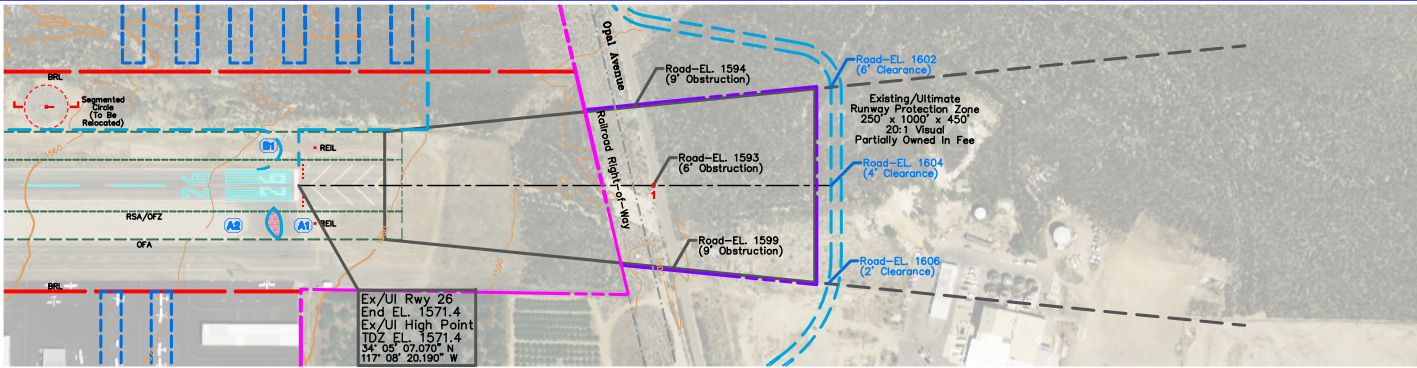 BRL
Segmented
Circle
(To Be
Relocated)
1560
B1
REIL
RSA/OFZ
A2
A1
REIL
OFA
BRL
Ex/Ul Rwy 26
End EL. 1571.4
Ex/Ul High Point
TDZ EL. 1571.4
34° 05' 07.070" N
117° 08' 20.190" W
1590
Opal Avenue
Railroad Right-of-Way
Road-EL. 1594
(9' Obstruction)
Road-EL. 1593
(6' Obstruction)
1
Road-EL. 1599
(9' Obstruction)
Road-EL. 1602
(6' Clearance)
Existing/Ultimate
Runway Protection Zone
250' x 1000' x 450'
20:1 Visual
Partially Owned In Fee
Road-EL. 1604
(4' Clearance)
Road-EL. 1606
(2' Clearance)